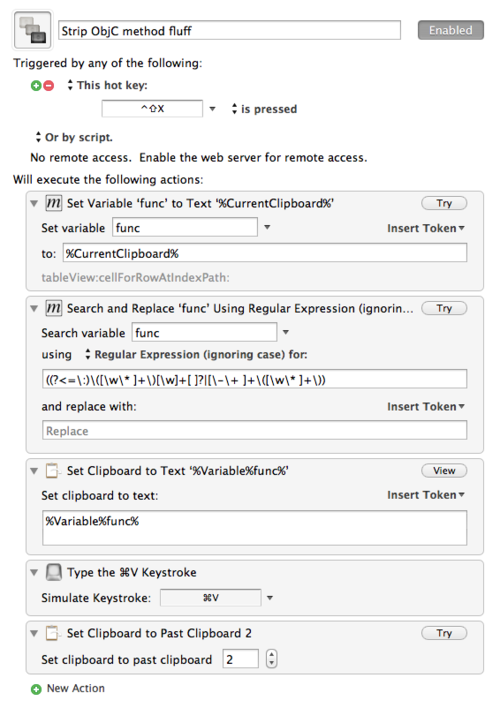 Strip ObjC method fluff
Enabled
Triggered by any of the following:
This hot key:
^⇧X
is pressed
Or by script.
No remote access. Enable the web server for remote access.
Will execute the following actions:
Set Variable ‘func’ to Text ‘%CurrentClipboard%’
Try
Set variable func
Insert Token
to: %CurrentClipboard%
tableView:cellForRowAtIndexPath:
Search and Replace ‘func’ Using Regular Expression (ignorin...
Try
Search variable func
using Regular Expression (ignoring case) for:
((?<=\:)\([\w\* ]+\)[\w]+[ ]?|[\-\+ ]+\([\w\* ]+\))
and replace with:
Insert Token
Replace
Set Clipboard to Text ‘%Variable%func%’
View
Set clipboard to text:
Insert Token
%Variable%func%
Type the ⌘V Keystroke
Simulate Keystroke: ⌘V
Set Clipboard to Past Clipboard 2
Try
Set clipboard to past clipboard 2
New Action